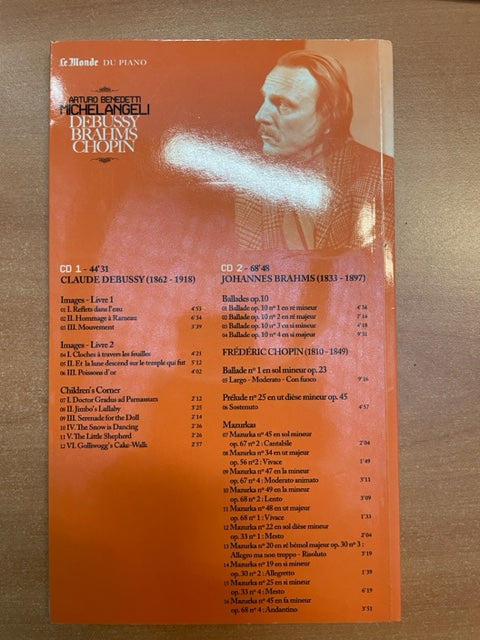 Le Monde DU PIANO
ARTURO BENEDETTI
MICHELANGELI
DEBUSSY
BRAHMS
CHOPIN
CD 1 - 44'31
CLAUDE DEBUSSY (1862 - 1918)
Images - Livre 1
01 I. Reflets dans l'eau 4'53
02 II. Hommage à Rameau 6'34
03 III. Mouvement 3'39
Images - Livre 2
04 I. Cloches à travers les feuilles 4'21
05 II. Et la lune descend sur le temple qui fut 5'12
06 III. Poissons d'or 4'02
Children's Corner
07 I. Doctor Gradus ad Parnassum 2'12
08 II. Jimbo's Lullaby 3'25
09 III. Serenade for the Doll 2'14
10 IV. The Snow is Dancing 2'36
11 V. The Little Shepherd 2'26
12 VI. Golliwogg's Cake-Walk 2'57
CD 2 - 68'48
JOHANNES BRAHMS (1833 - 1897)
Ballades op.10
01 Ballade op. 10 nº 1 en ré mineur 4'36
02 Ballade op. 10 nº 2 en ré majeur 7'16
03 Ballade op. 10 nº 3 en si mineur 4'18
04 Ballade op. 10 nº 4 en si majeur 9'31
FRÉDÉRIC CHOPIN (1810 - 1849)
Ballade nº 1 en sol mineur op. 23
05 Largo - Moderato - Con fuoco 9'16
Prélude nº 25 en ut dièse mineur op. 45
06 Sostenuto 4'57
Mazurkas
07 Mazurka nº 45 en sol mineur
op. 67 nº 2 : Cantabile 2'04
08 Mazurka nº 34 en ut majeur
op. 56 nº2 : Vivace 1'49
09 Mazurka nº 47 en la mineur
op. 67 nº 4 : Moderato animato 3'11
10 Mazurka nº 49 en la mineur
op. 68 nº 2 : Lento 3'09
11 Mazurka nº 48 en ut majeur
op. 68 nº 1 : Vivace 1'33
12 Mazurka nº 22 en sol dièse mineur
op. 33 nº 1 : Mesto 2'04
13 Mazurka nº 20 en ré bémol majeur op. 30 nº 3 :
Allegro ma non troppo - Risoluto 3'19
14 Mazurka nº 19 en si mineur
op. 30 nº 2 : Allegretto 1'39
15 Mazurka nº 25 en si mineur
op. 33 nº 4 : Mesto 6'19
16 Mazurka nº 45 en fa mineur
op. 68 nº 4 : Andantino 3'51